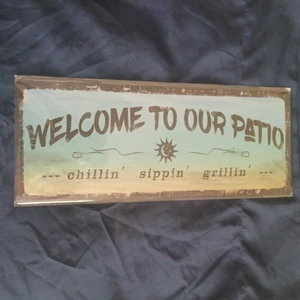 WELCOME TO OUR PATIO
--- chillin' sippin' grillin' ---